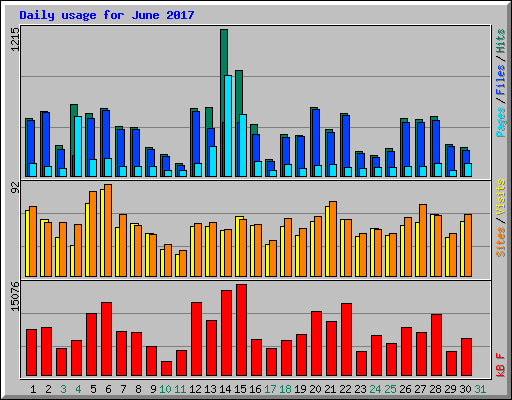 Daily usage for June 2017
1215
Pages/Files/Hits
92
Sites/Visits
15076
kB F
1 2 3 4 5 6 7 8 9 10 11 12 13 14 15 16 17 18 19 20 21 22 23 24 25 26 27 28 29 30 31